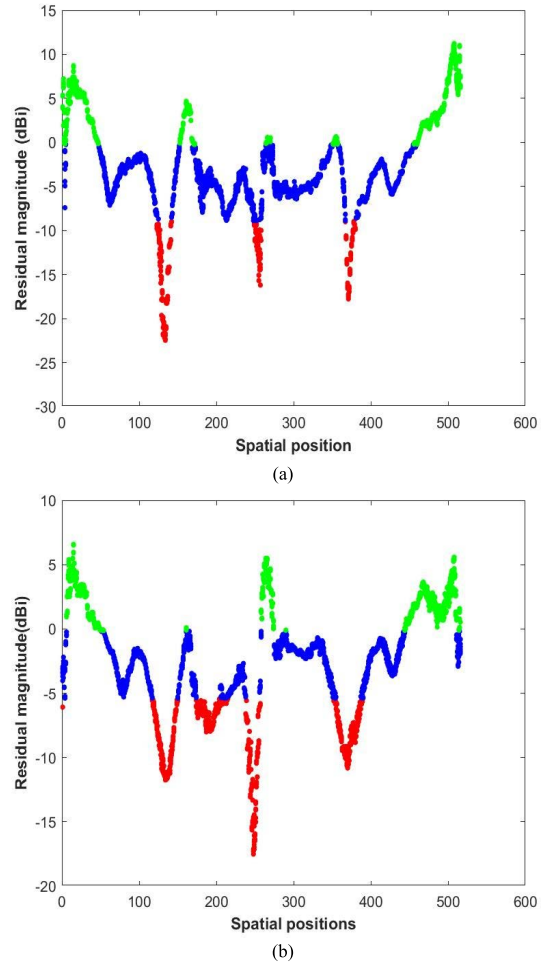 15
10
5
0
-5
-10
-15
-20
-25
-30
Residual magnitude (dBi)
0 100 200 300 400 500 600
Spatial position
(a)
10
5
0
-5
-10
-15
-20
Residual magnitude(dBi)
0 100 200 300 400 500 600
Spatial positions
(b)